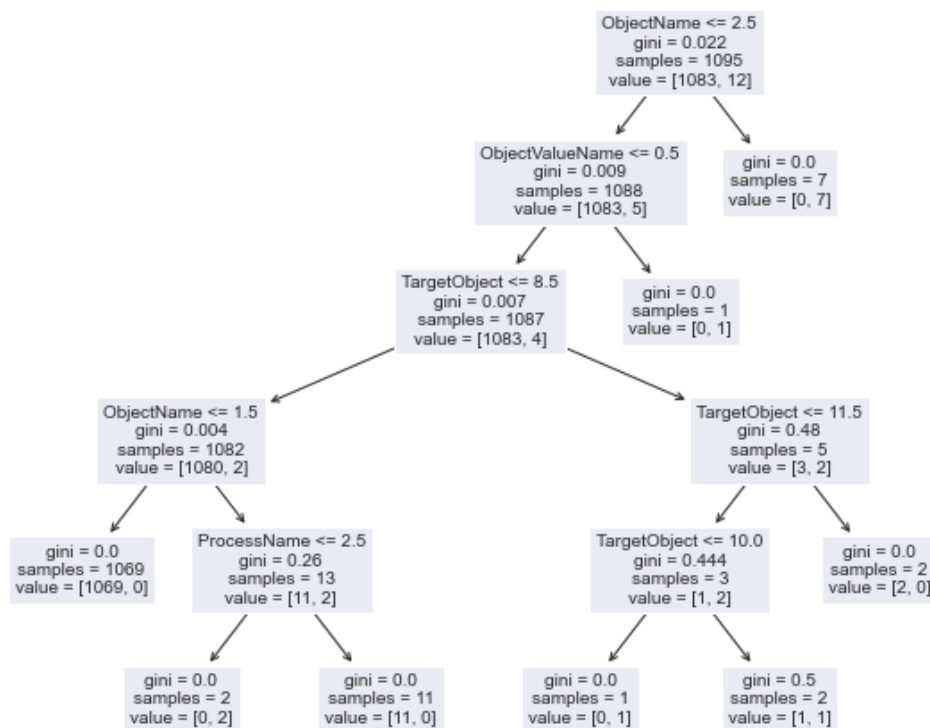 ObjectName <= 2.5
gini = 0.022
samples = 1095
value = [1083, 12]
ObjectValueName <= 0.5
gini = 0.009
samples = 1088
value = [1083, 5]
gini = 0.0
samples = 7
value = [0, 7]
TargetObject <= 8.5
gini = 0.007
samples = 1087
value = [1083, 4]
gini = 0.0
samples = 1
value = [0, 1]
ObjectName <= 1.5
gini = 0.004
samples = 1082
value = [1080, 2]
TargetObject <= 11.5
gini = 0.48
samples = 5
value = [3, 2]
gini = 0.0
samples = 1069
value = [1069, 0]
ProcessName <= 2.5
gini = 0.26
samples = 13
value = [11, 2]
TargetObject <= 10.0
gini = 0.444
samples = 3
value = [1, 2]
gini = 0.0
samples = 2
value = [2, 0]
gini = 0.0
samples = 2
value = [0, 2]
gini = 0.0
samples = 11
value = [11, 0]
gini = 0.0
samples = 1
value = [0, 1]
gini = 0.5
samples = 2
value = [1, 1]